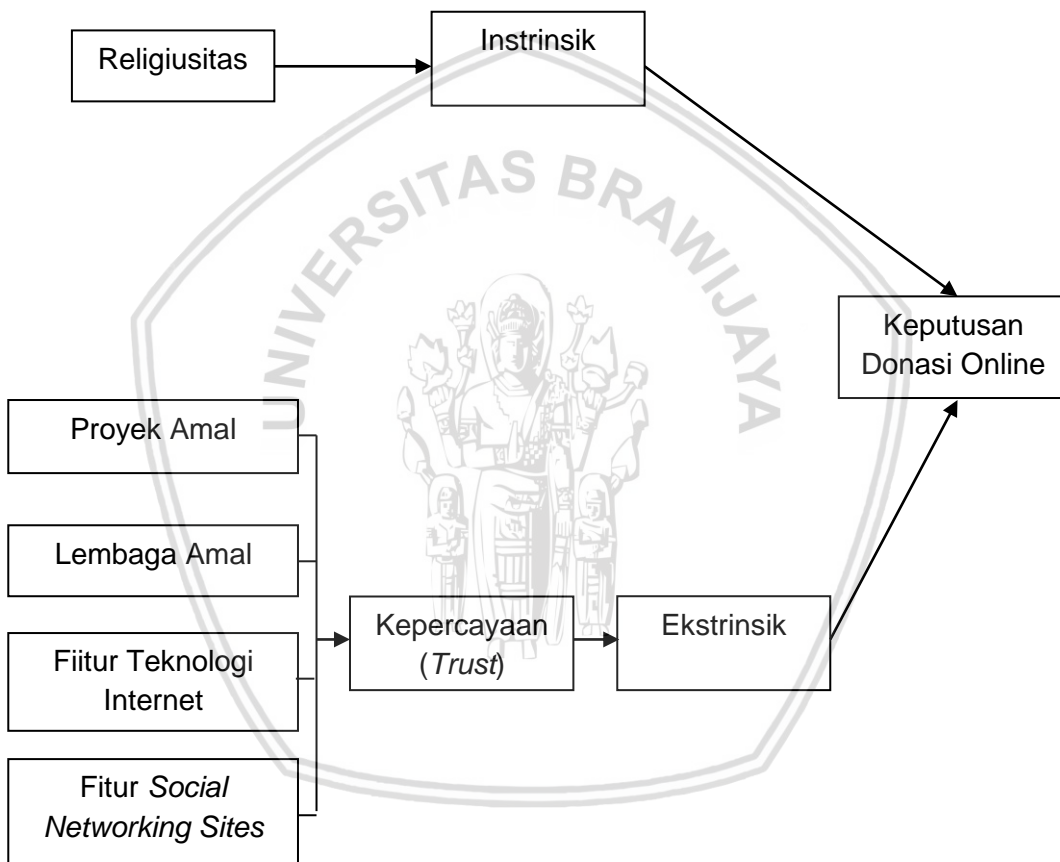 Religiusitas
Instrinsik
UNIVERSITAS BRAWIJAYA
Keputusan
Donasi Online
Proyek Amal
Lembaga Amal
Kepercayaan
(Trust)
Ekstrinsik
Fiitur Teknologi
Internet
Fitur Social
Networking Sites